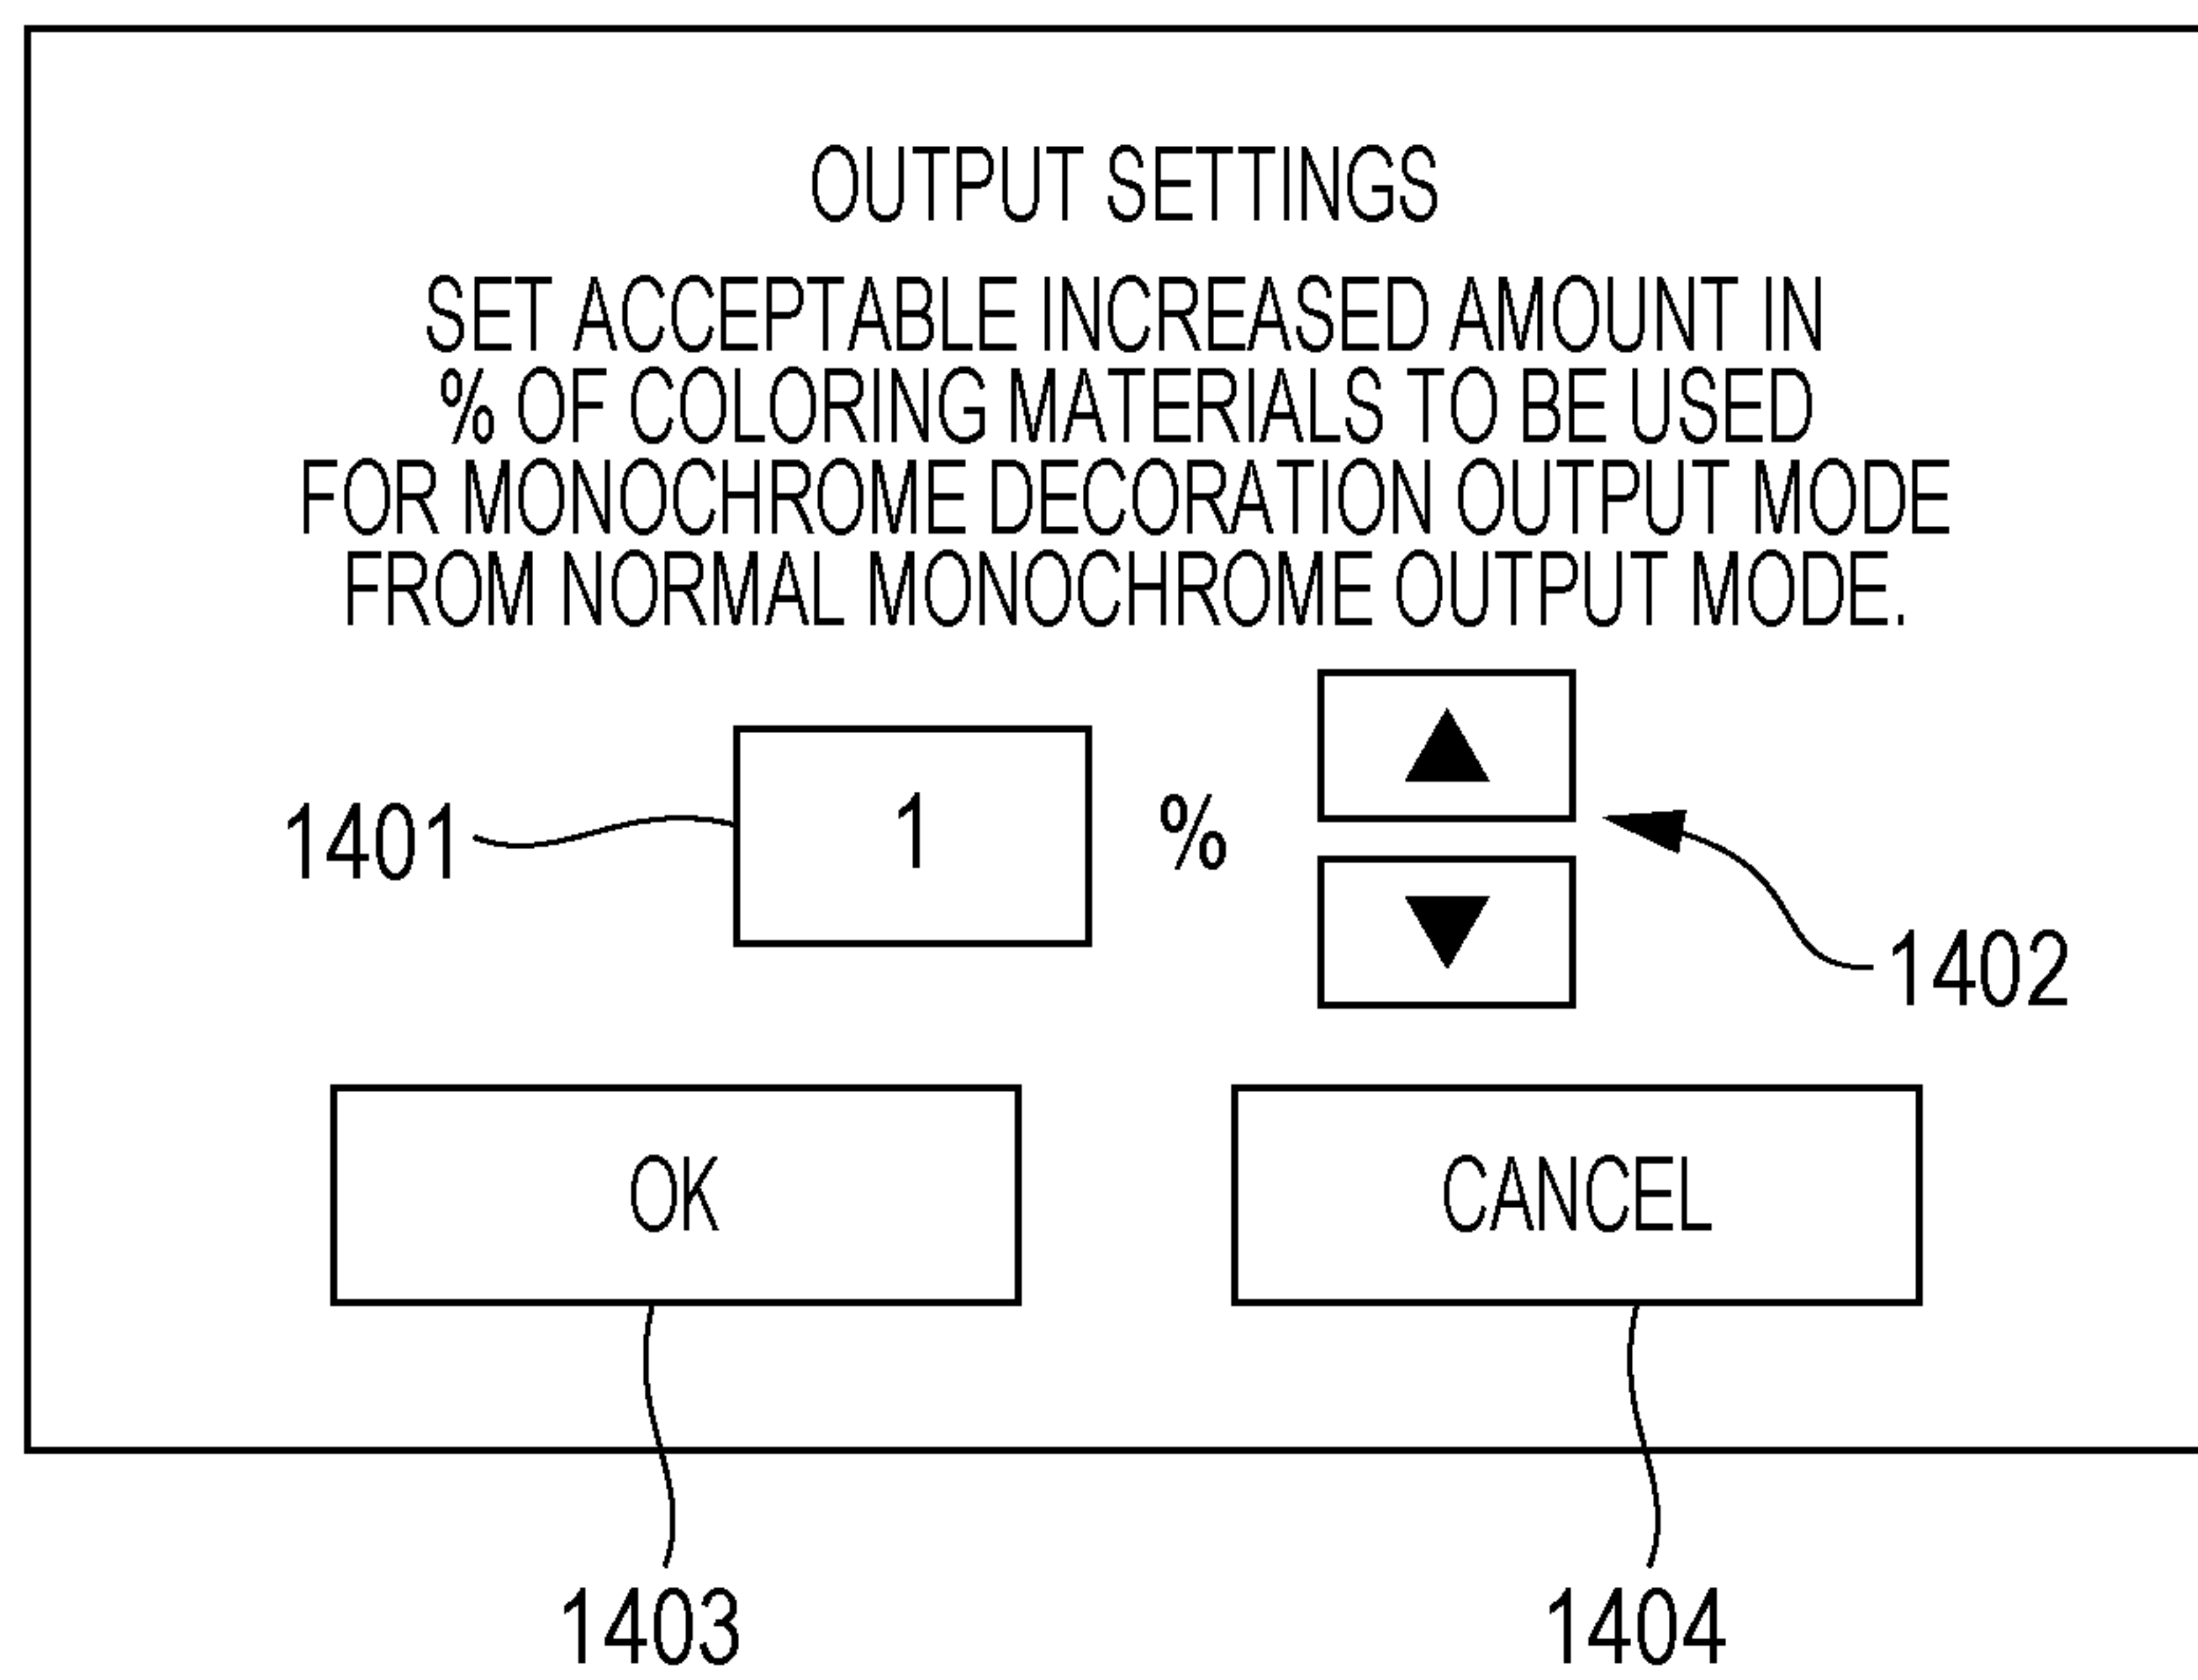 OUTPUT SETTINGS
SET ACCEPTABLE INCREASED AMOUNT IN
% OF COLORING MATERIALS TO BE USED
FOR MONOCHROME DECORATION OUTPUT MODE
FROM NORMAL MONOCHROME OUTPUT MODE.
1401
1 %
1402
OK
CANCEL
1403
1404